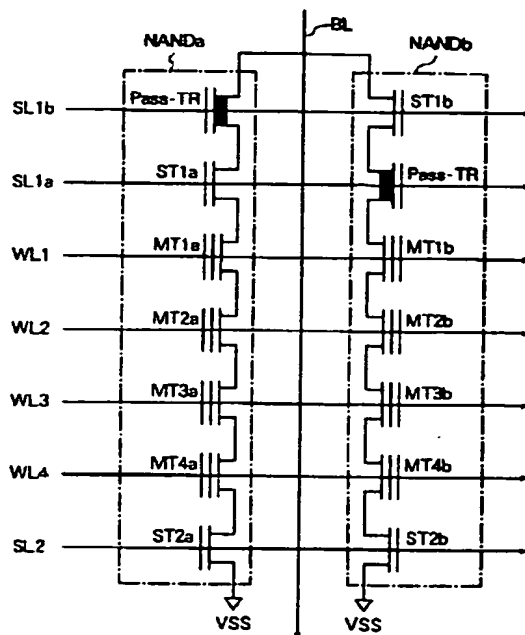 BL
NANDa
NANDb
SL1b
Pass-TR
ST1b
SL1a
ST1a
Pass-TR
WL1
MT1a
MT1b
WL2
MT2a
MT2b
WL3
MT3a
MT3b
WL4
MT4a
MT4b
SL2
ST2a
ST2b
VSS
VSS